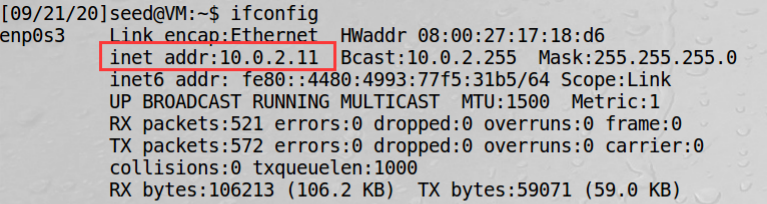 [09/21/20]seed@VM:~$ ifconfig
enp0s3 Link encap:Ethernet HWaddr 08:00:27:17:18:d6
inet addr:10.0.2.11 Bcast:10.0.2.255 Mask:255.255.255.0
inet6 addr: fe80::4480:4993:77f5:31b5/64 Scope:Link
UP BROADCAST RUNNING MULTICAST MTU:1500 Metric:1
RX packets:521 errors:0 dropped:0 overruns:0 frame:0
TX packets:572 errors:0 dropped:0 overruns:0 carrier:0
collisions:0 txqueuelen:1000
RX bytes:106213 (106.2 KB) TX bytes:59071 (59.0 KB)